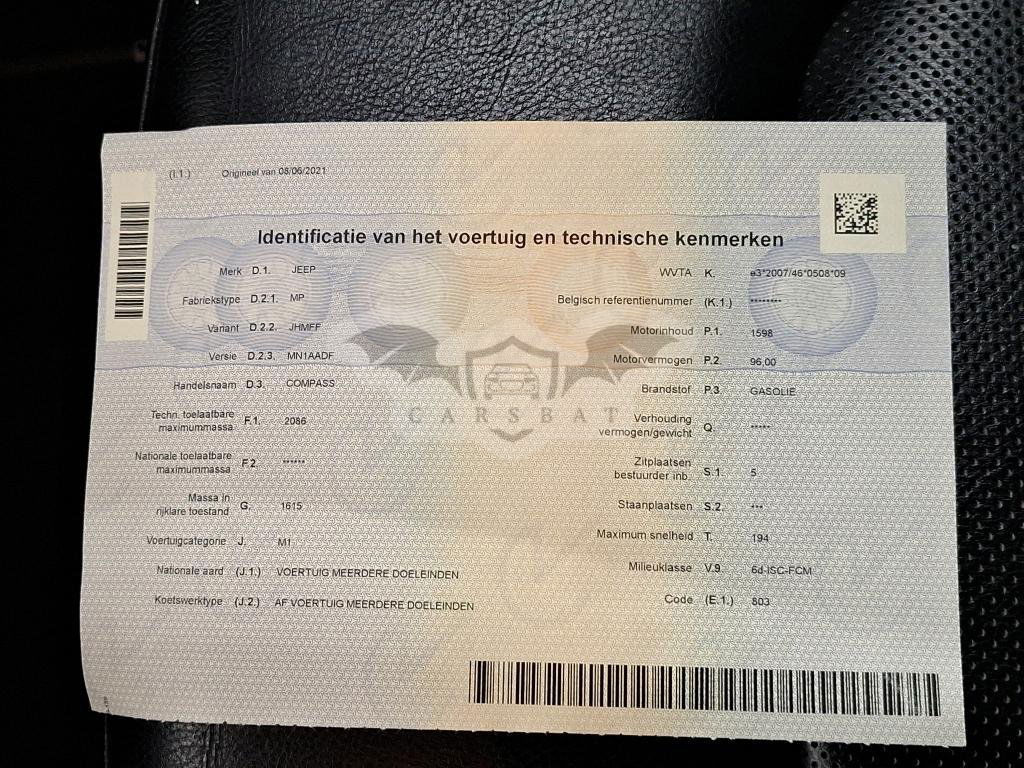 (I.1.) Origineel van 08/06/2021
Identificatie van het voertuig en technische kenmerken
Merk D.1. JEEP
Fabriekstype D.2.1. MP
Variant D.2.2. JHMFF
Versie D.2.3. MN1AADF
Handelsnaam D.3. COMPASS
Techn. toelaatbare
maximummassa F.1. 2086
Nationale toelaatbare
maximummassa F.2. ******
Massa in
rijklare toestand G. 1615
Voertuigcategorie J. M1
Nationale aard (J.1.) VOERTUIG MEERDERE DOELEINDEN
Koetswerktype (J.2.) AF VOERTUIG MEERDERE DOELEINDEN
WVTA K. e3*2007/46*0508*09
Belgisch referentienummer (K.1.) ********
Motorinhoud P.1. 1598
Motorvermogen P.2. 96,00
Brandstof P.3. GASOLIE
Verhouding
vermogen/gewicht Q. *****
Zitplaatsen
bestuurder inb. S.1. 5
Staanplaatsen S.2. ***
Maximum snelheid T. 194
Milieuklasse V.9. 6d-ISC-FCM
Code (E.1.) 803
CARSBAT